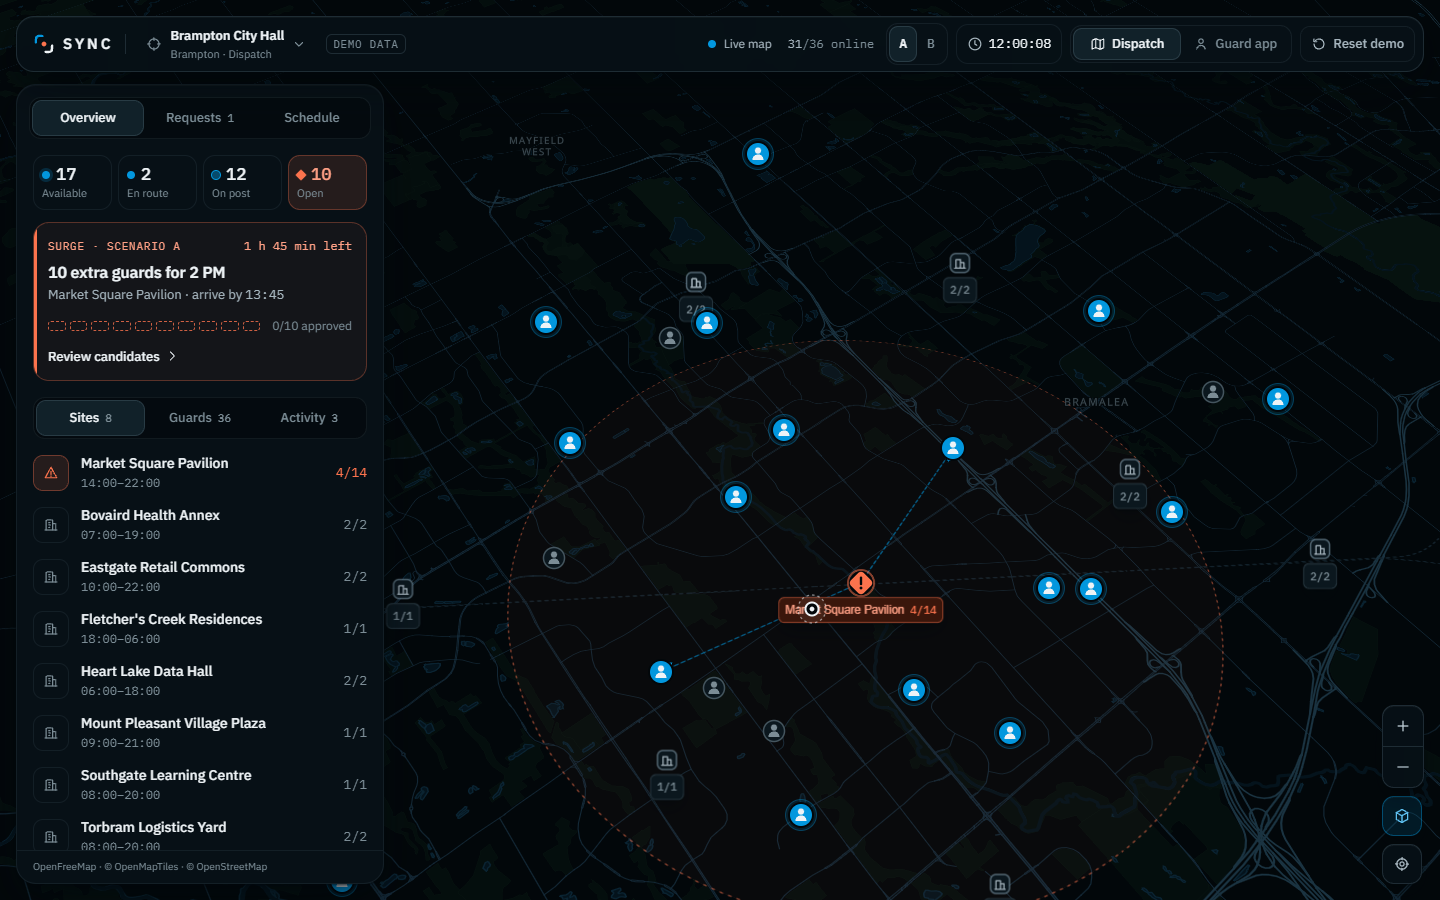 SYNC
Brampton City Hall
Brampton · Dispatch
DEMO DATA
Live map
31/36 online
A
B
12:00:08
Dispatch
Guard app
Reset demo
Overview
Requests 1
Schedule
17
Available
2
En route
12
On post
10
Open
SURGE · SCENARIO A
1 h 45 min left
10 extra guards for 2 PM
Market Square Pavilion · arrive by 13:45
0/10 approved
Review candidates
Sites 8
Guards 36
Activity 3
Market Square Pavilion
14:00–22:00
4/14
Bovaird Health Annex
07:00–19:00
2/2
Eastgate Retail Commons
10:00–22:00
2/2
Fletcher's Creek Residences
18:00–06:00
1/1
Heart Lake Data Hall
06:00–18:00
2/2
Mount Pleasant Village Plaza
09:00–21:00
1/1
Southgate Learning Centre
08:00–20:00
1/1
Torbram Logistics Yard
08:00–20:00
2/2
OpenFreeMap · © OpenMapTiles · © OpenStreetMap
MAYFIELD
WEST
2/2
2/2
BRAMALEA
2/2
2/2
1/1
Market Square Pavilion 4/14
1/1